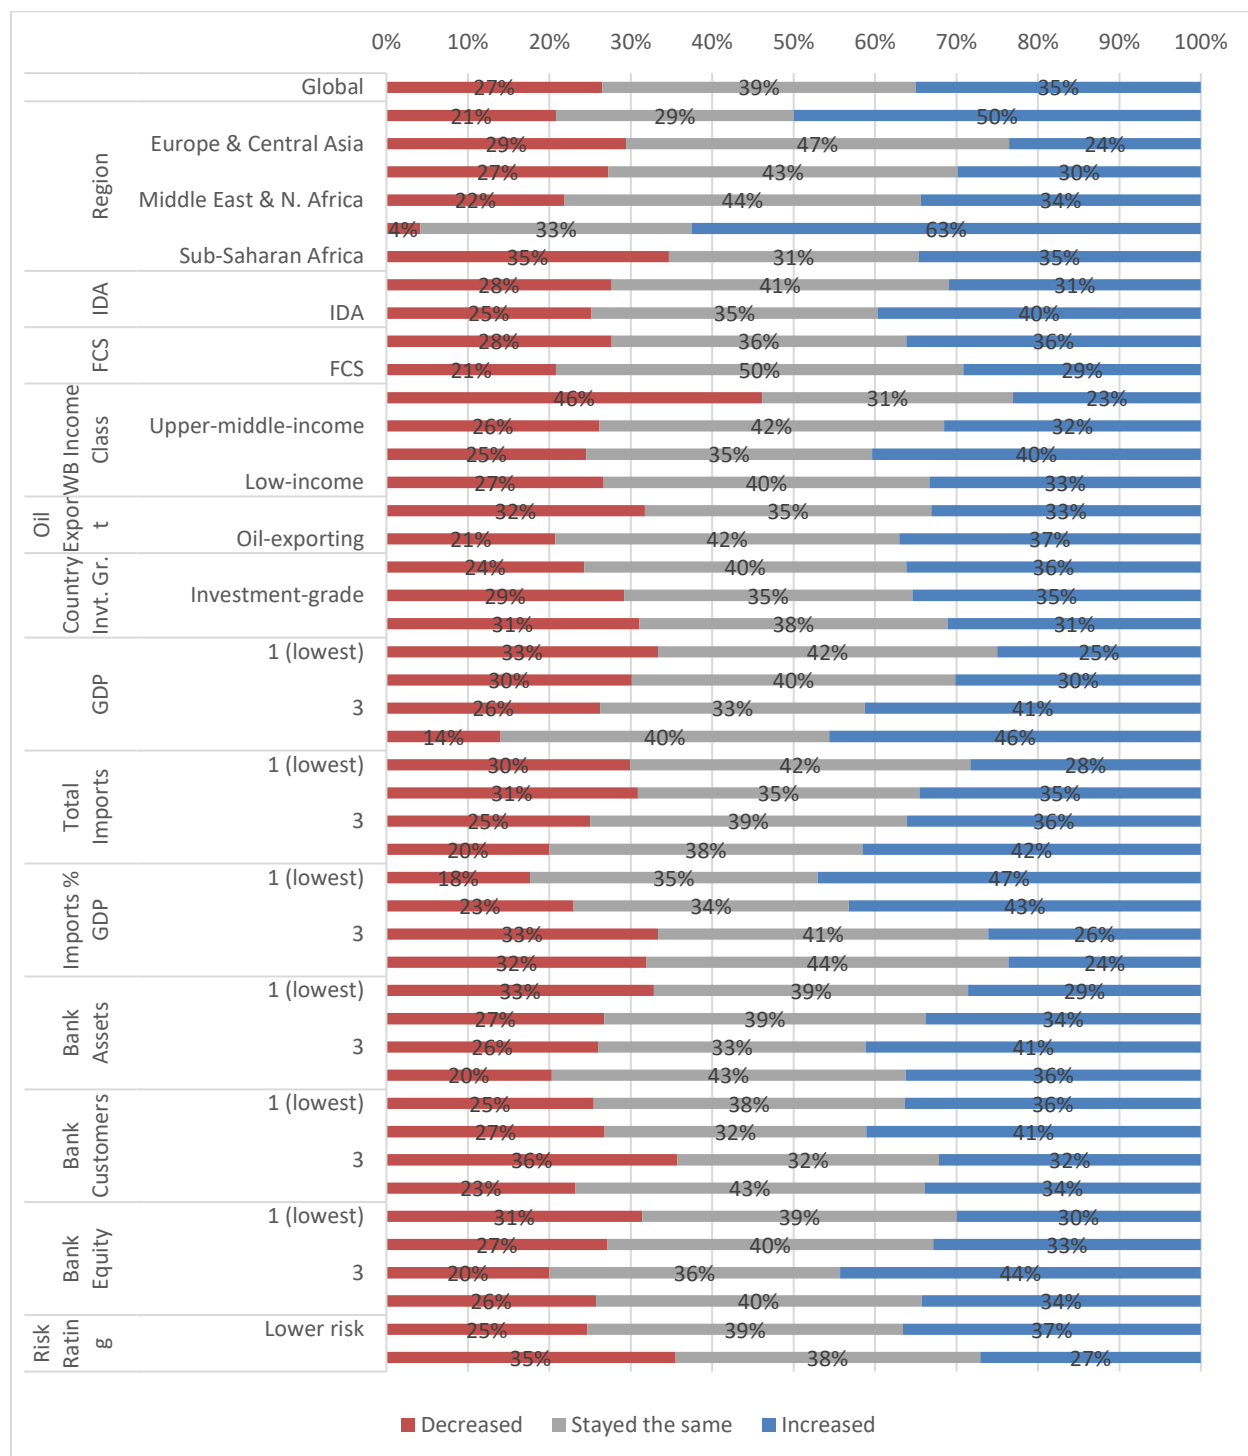 0% 10% 20% 30% 40% 50% 60% 70% 80% 90% 100%
Global 27% 39% 35%
Region
21% 29% 50%
Europe & Central Asia 29% 47% 24%
27% 43% 30%
Middle East & N. Africa 22% 44% 34%
4% 33% 63%
Sub-Saharan Africa 35% 31% 35%
IDA
28% 41% 31%
IDA 25% 35% 40%
FCS
28% 36% 36%
FCS 21% 50% 29%
WB Income
Class
46% 31% 23%
Upper-middle-income 26% 42% 32%
25% 35% 40%
Low-income 27% 40% 33%
Oil
Expor
t
32% 35% 33%
Oil-exporting 21% 42% 37%
Country
Invt. Gr.
24% 40% 36%
Investment-grade 29% 35% 35%
31% 38% 31%
GDP
1 (lowest) 33% 42% 25%
30% 40% 30%
3 26% 33% 41%
14% 40% 46%
Total
Imports
1 (lowest) 30% 42% 28%
31% 35% 35%
3 25% 39% 36%
20% 38% 42%
Imports %
GDP
1 (lowest) 18% 35% 47%
23% 34% 43%
3 33% 41% 26%
32% 44% 24%
Bank
Assets
1 (lowest) 33% 39% 29%
27% 39% 34%
3 26% 33% 41%
20% 43% 36%
Bank
Customers
1 (lowest) 25% 38% 36%
27% 32% 41%
3 36% 32% 32%
23% 43% 34%
Bank
Equity
1 (lowest) 31% 39% 30%
27% 40% 33%
3 20% 36% 44%
26% 40% 34%
Risk
Ratin
g
Lower risk 25% 39% 37%
35% 38% 27%
Decreased Stayed the same Increased